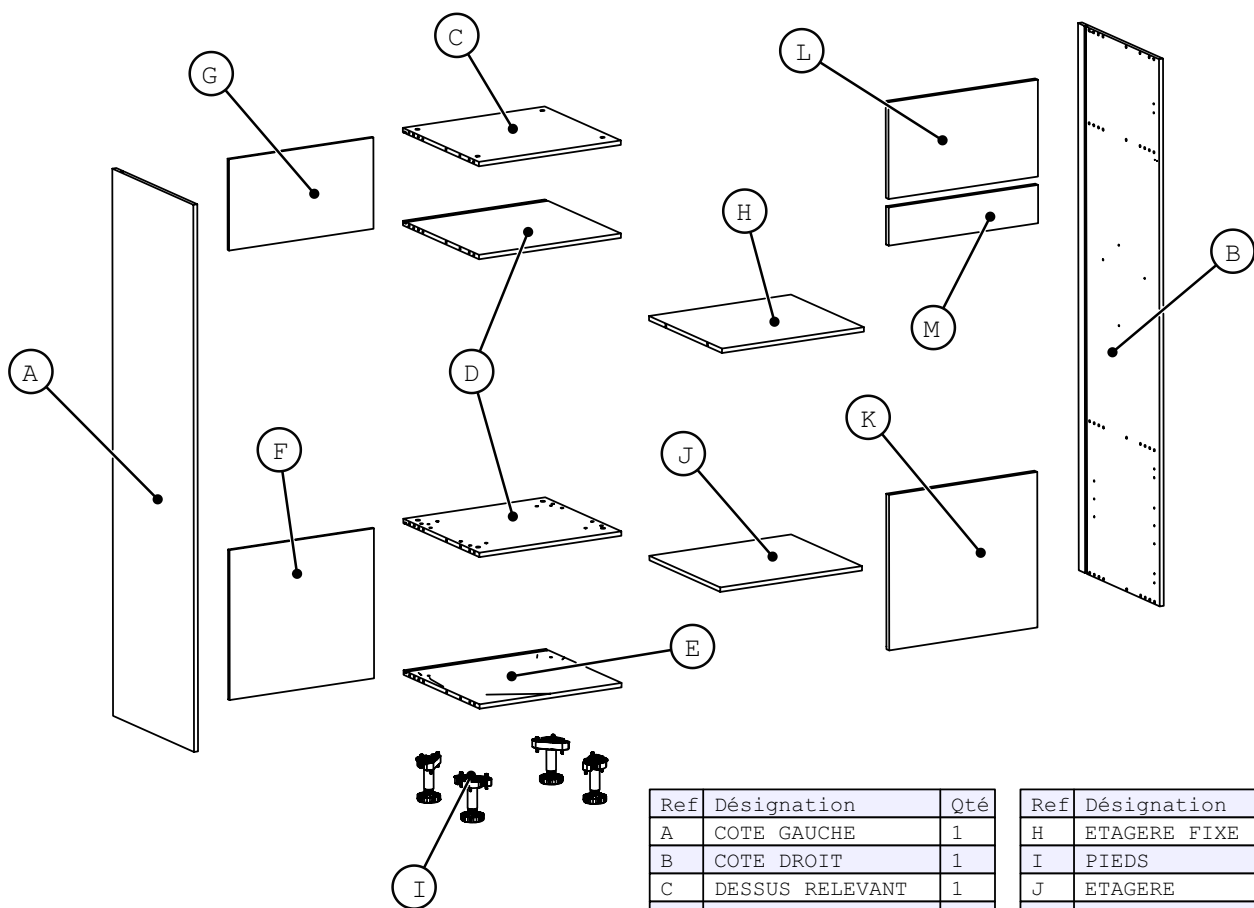 C
G
L
H
B
M
A
D
F
K
J
E
I
Ref Désignation Qté
A COTE GAUCHE 1
B COTE DROIT 1
C DESSUS RELEVANT 1
Ref Désignation
H ETAGERE FIXE
I PIEDS
J ETAGERE